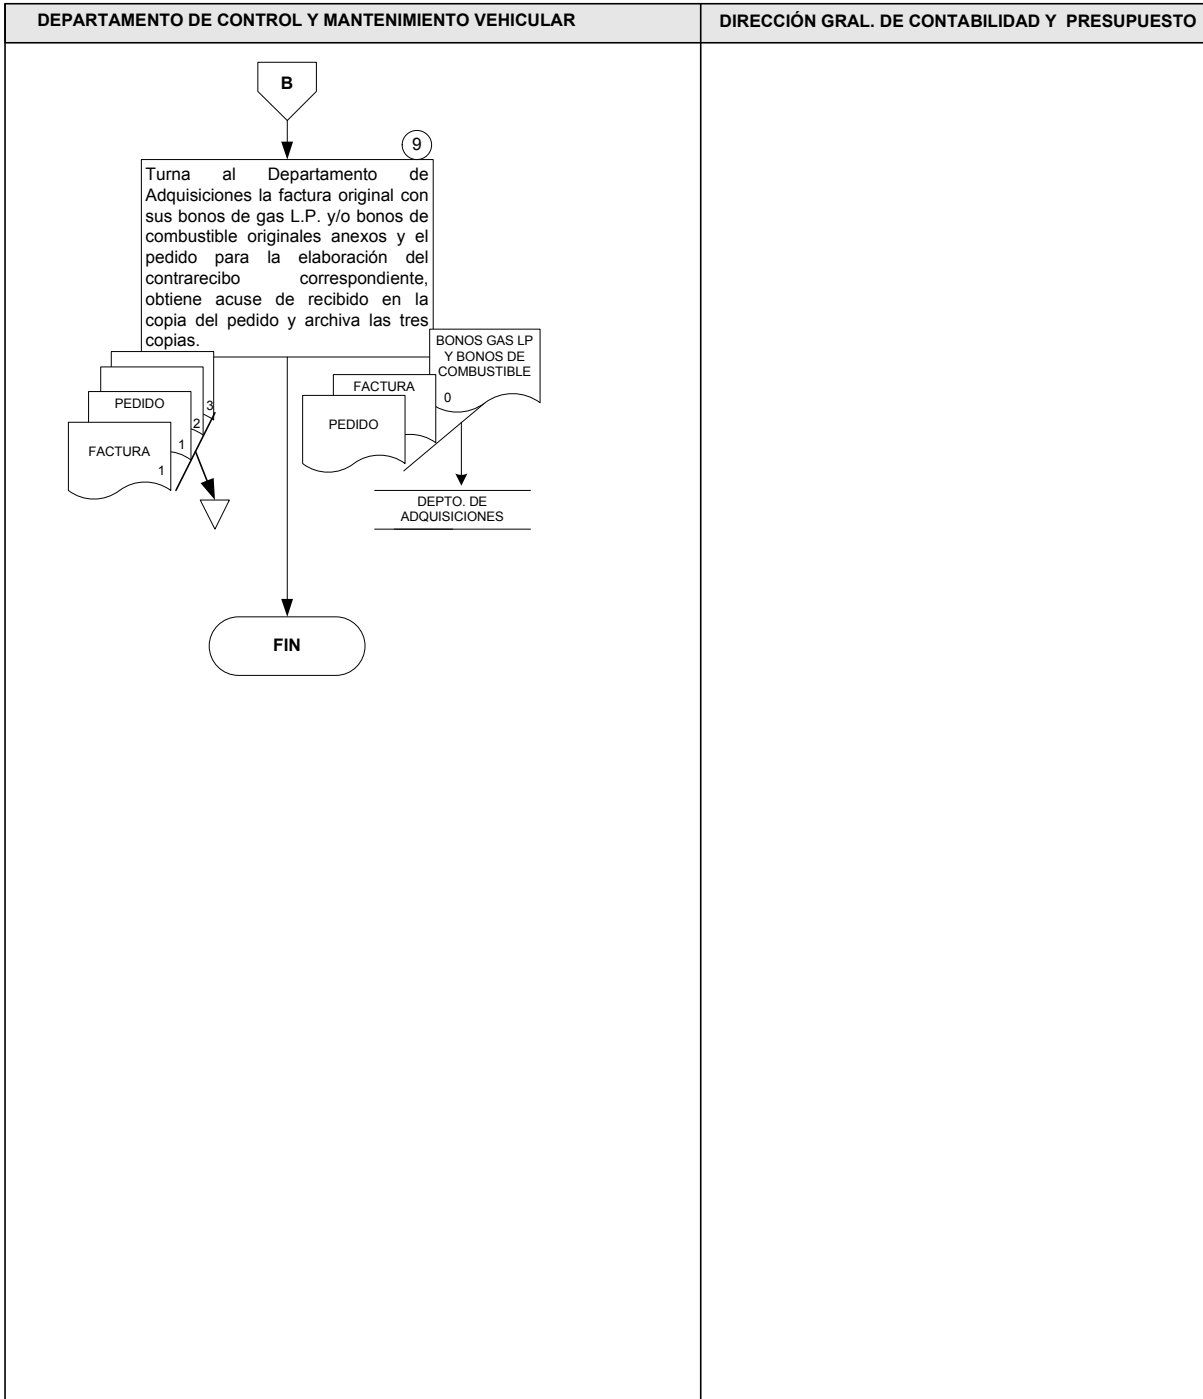 DEPARTAMENTO DE CONTROL Y MANTENIMIENTO VEHICULAR
DIRECCIÓN GRAL. DE CONTABILIDAD Y PRESUPUESTO
B
9
Turna al Departamento de
Adquisiciones la factura original con
sus bonos de gas L.P. y/o bonos de
combustible originales anexos y el
pedido para la elaboración del
contrarecibo correspondiente,
obtiene acuse de recibido en la
copia del pedido y archiva las tres
copias.
PEDIDO
3
2
FACTURA
1
1
BONOS GAS LP
Y BONOS DE
COMBUSTIBLE
FACTURA
0
PEDIDO
DEPTO. DE
ADQUISICIONES
FIN